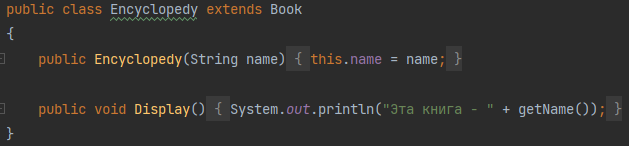 public class Encyclopedy extends Book
{
    public Encyclopedy(String name) { this.name = name; }
    public void Display() { System.out.println("Эта книга - " + getName()); }
}